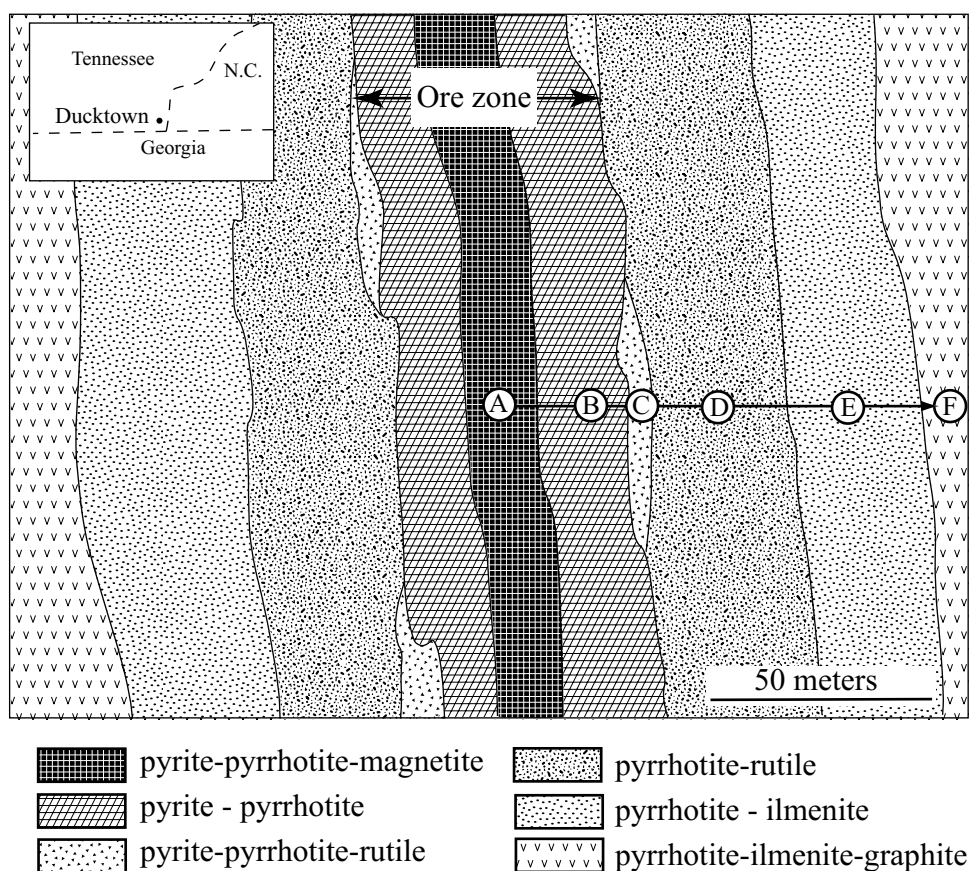 Tennessee
N.C.
Ducktown
Georgia
Ore zone
A B C D E F
50 meters
pyrite-pyrrhotite-magnetite
pyrite - pyrrhotite
pyrite-pyrrhotite-rutile
pyrrhotite-rutile
pyrrhotite - ilmenite
pyrrhotite-ilmenite-graphite